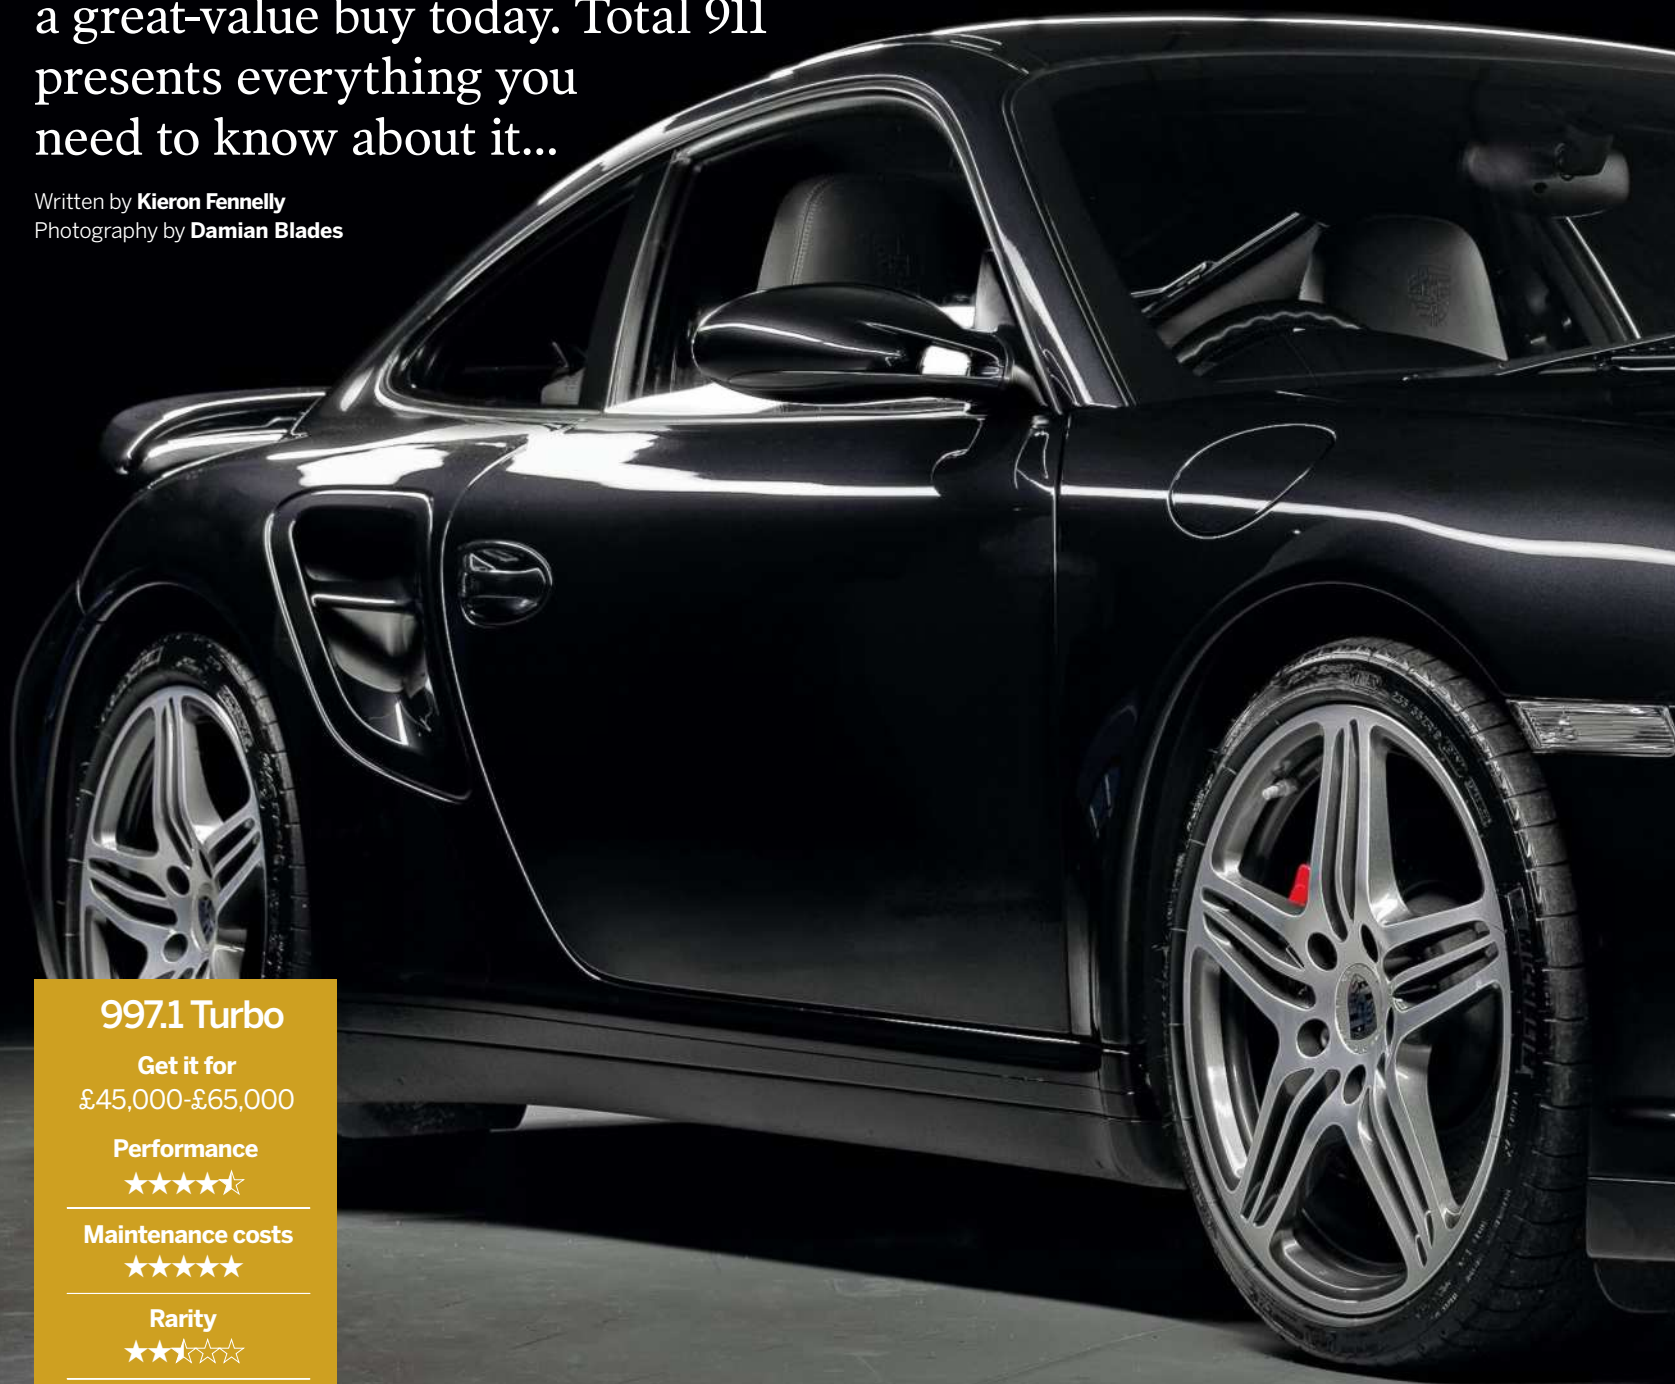 a great-value buy today. Total 911
presents everything you
need to know about it...
Written by Kieron Fennelly
Photography by Damian Blades
997.1 Turbo
Get it for
£45,000-£65,000
Performance
Maintenance costs
Rarity